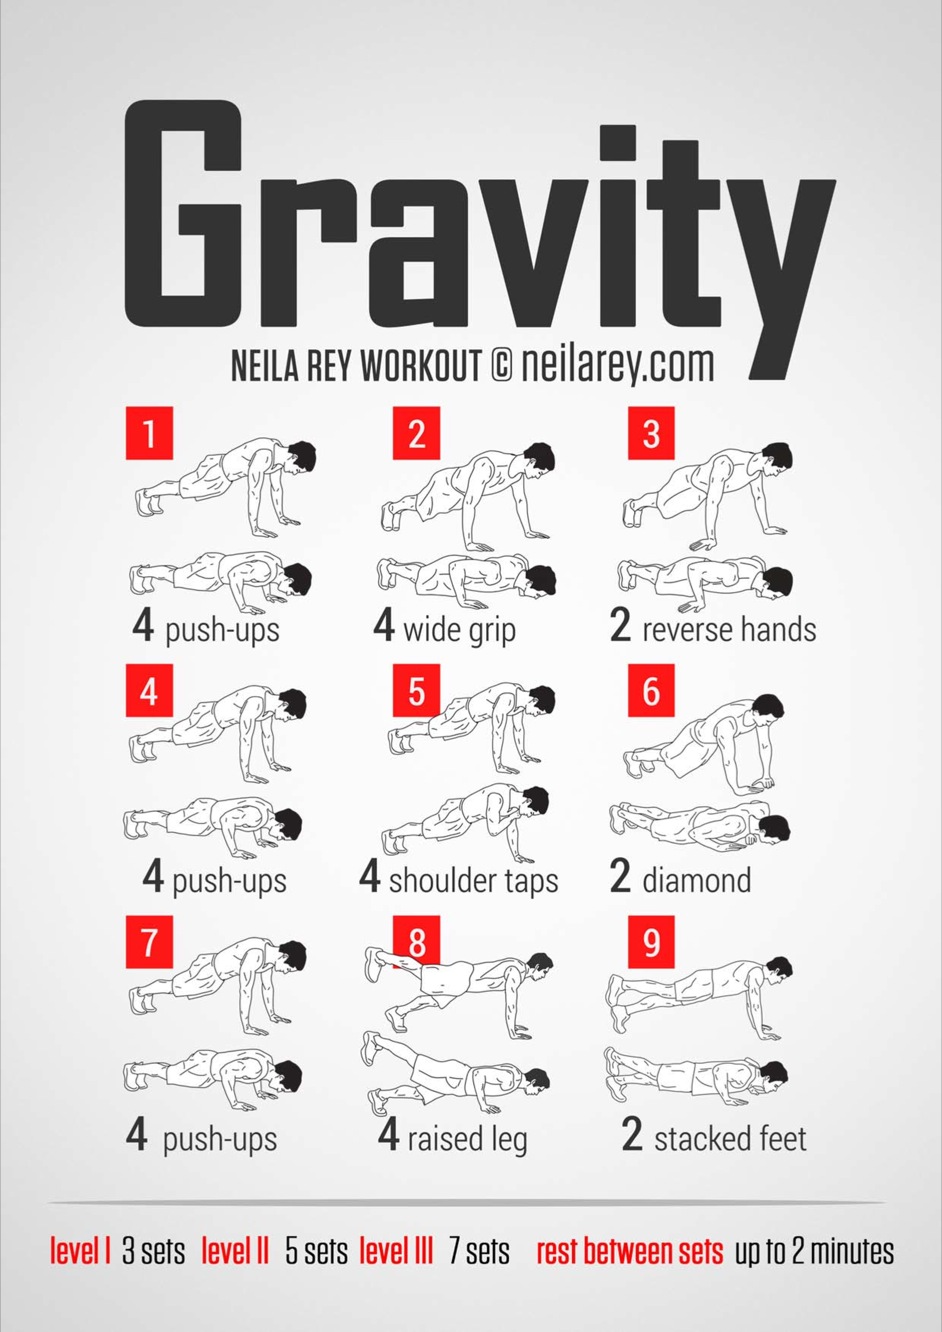 Gravity
NEILA REY WORKOUT © neilarey.com
1
2
3
4 push-ups
4 wide grip
2 reverse hands
4
5
6
4 push-ups
4 shoulder taps
2 diamond
7
8
9
4 push-ups
4 raised leg
2 stacked feet
level I 3 sets level II 5 sets level III 7 sets rest between sets up to 2 minutes